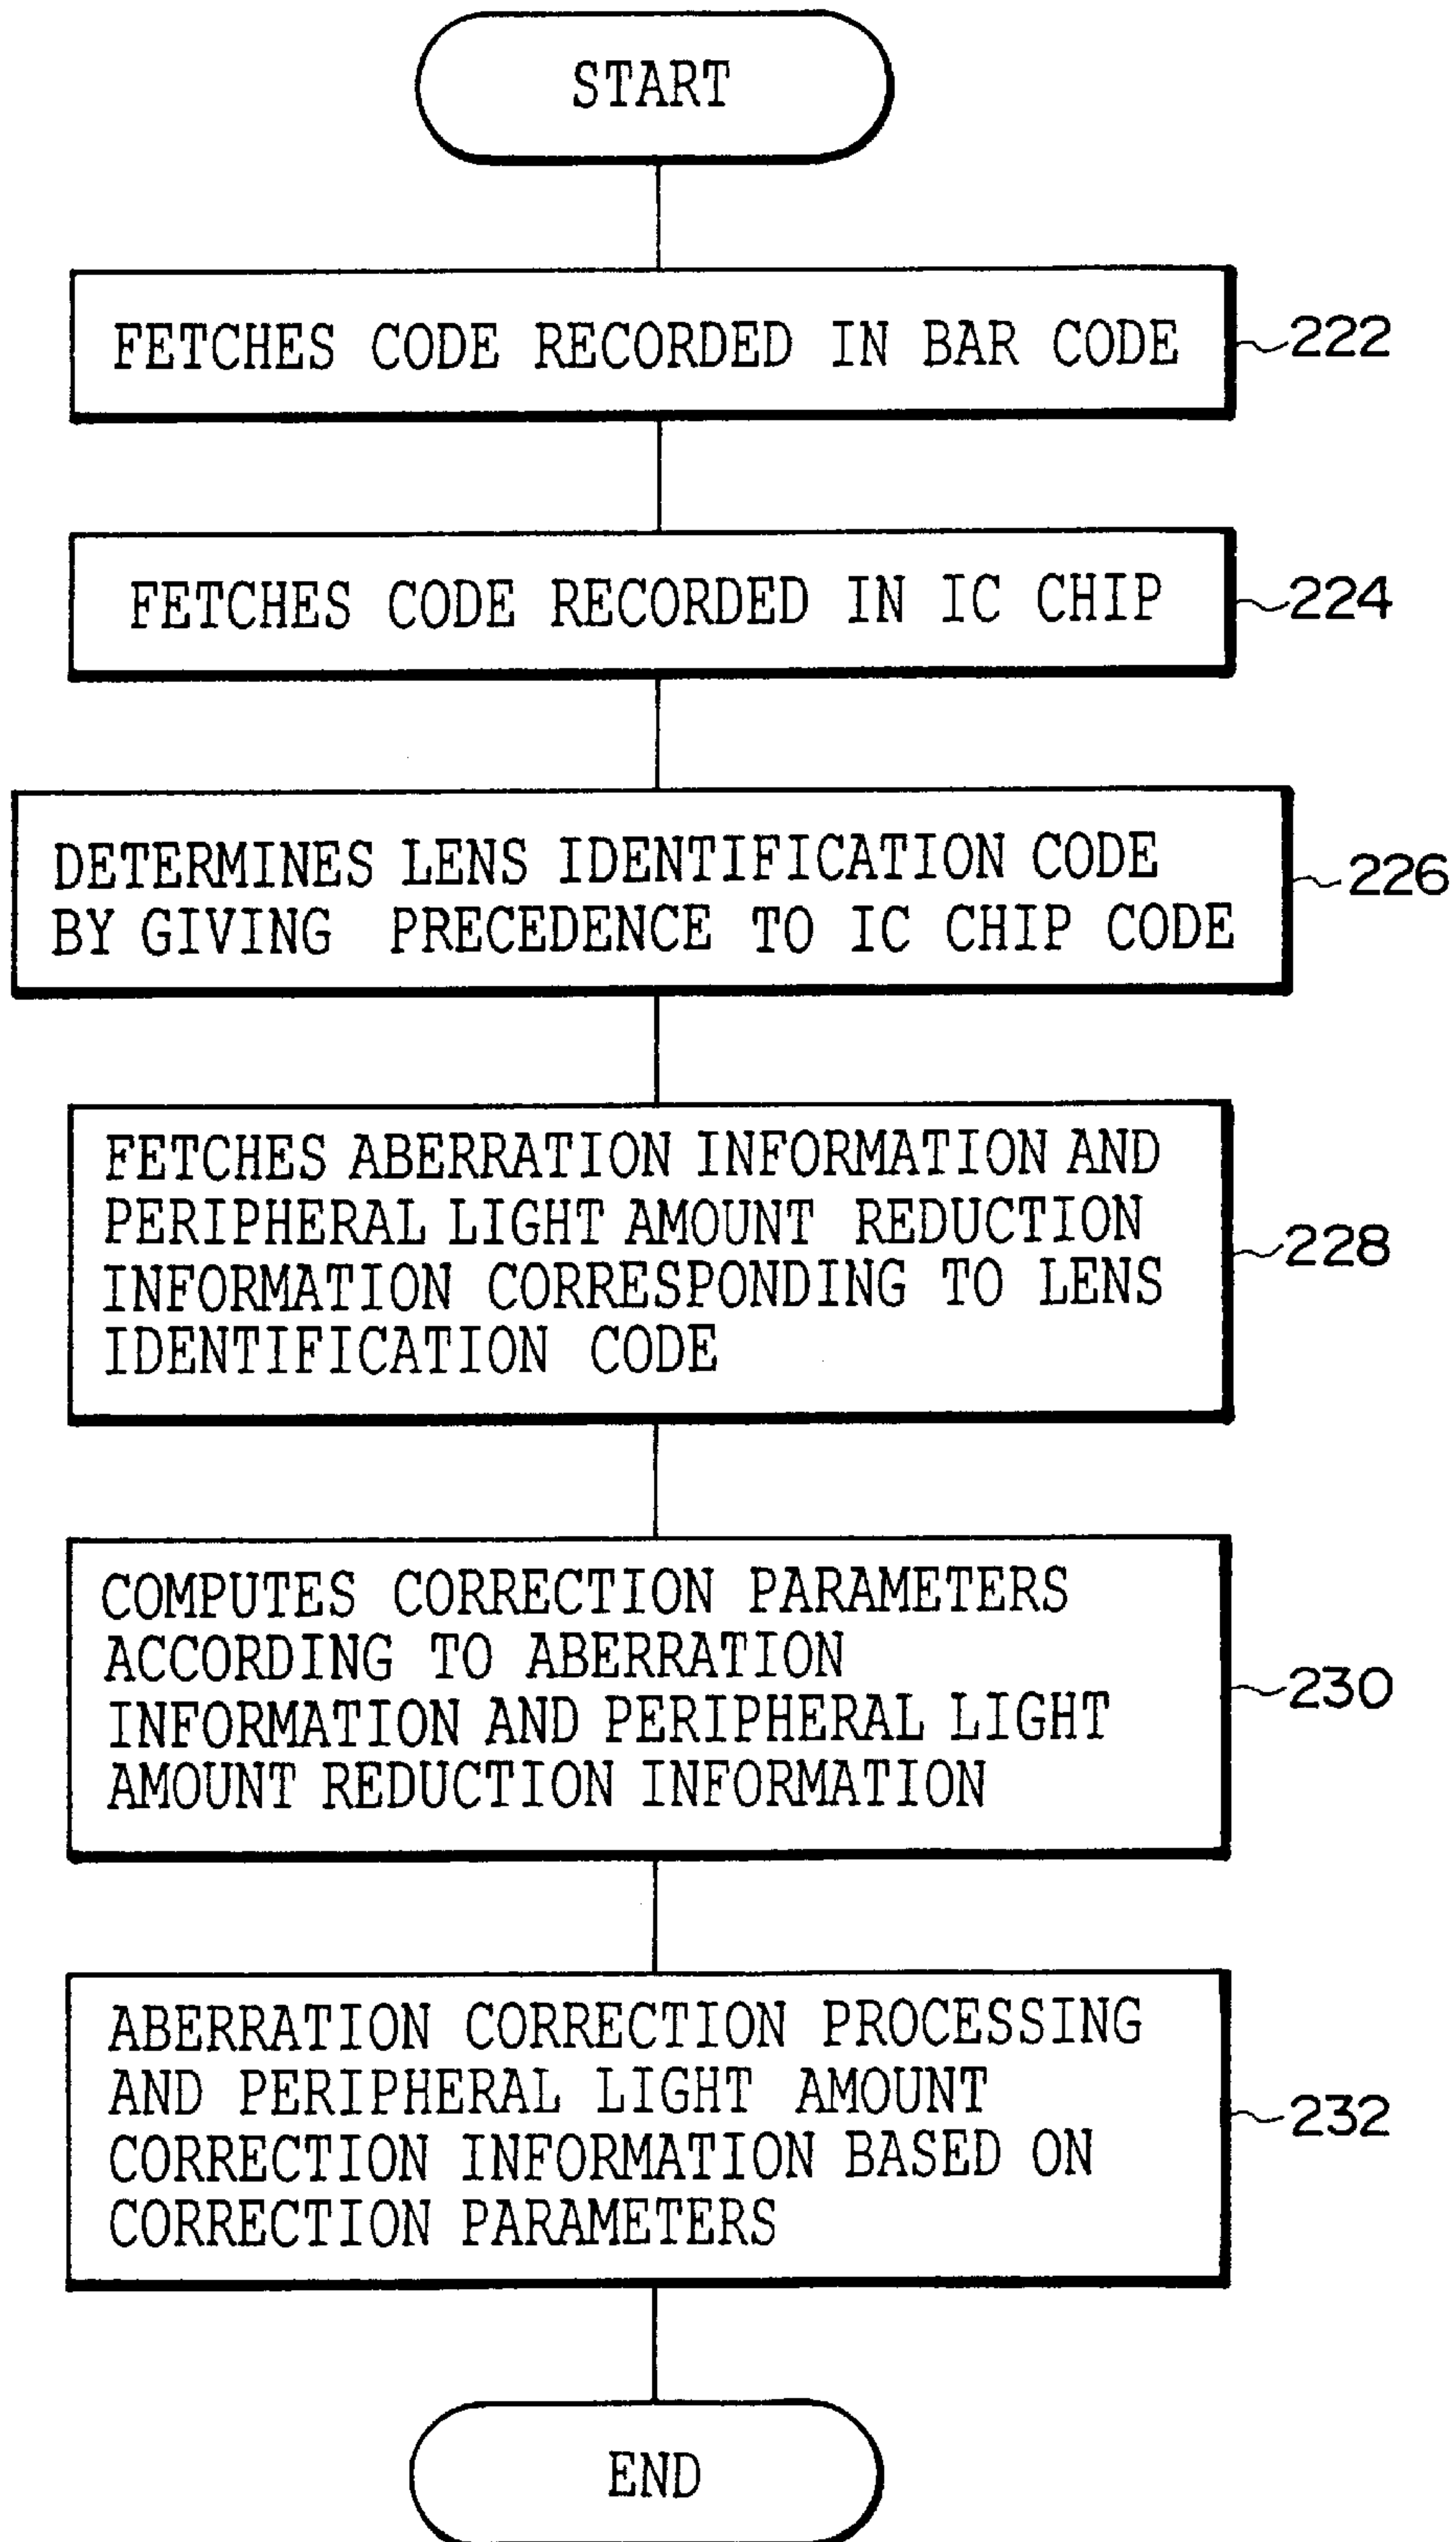 START
FETCHES CODE RECORDED IN BAR CODE
222
FETCHES CODE RECORDED IN IC CHIP
224
DETERMINES LENS IDENTIFICATION CODE
BY GIVING PRECEDENCE TO IC CHIP CODE
226
FETCHES ABERRATION INFORMATION AND
PERIPHERAL LIGHT AMOUNT REDUCTION
INFORMATION CORRESPONDING TO LENS
IDENTIFICATION CODE
228
COMPUTES CORRECTION PARAMETERS
ACCORDING TO ABERRATION
INFORMATION AND PERIPHERAL LIGHT
AMOUNT REDUCTION INFORMATION
230
ABERRATION CORRECTION PROCESSING
AND PERIPHERAL LIGHT AMOUNT
CORRECTION INFORMATION BASED ON
CORRECTION PARAMETERS
232
END